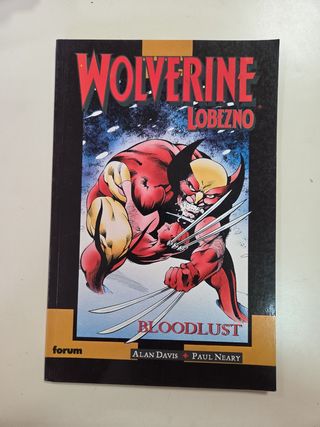 WOLVERINE
LOBEZNO
BLOODLUST
forum
ALAN DAVIS + PAUL NEARY